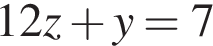 12z + y = 7